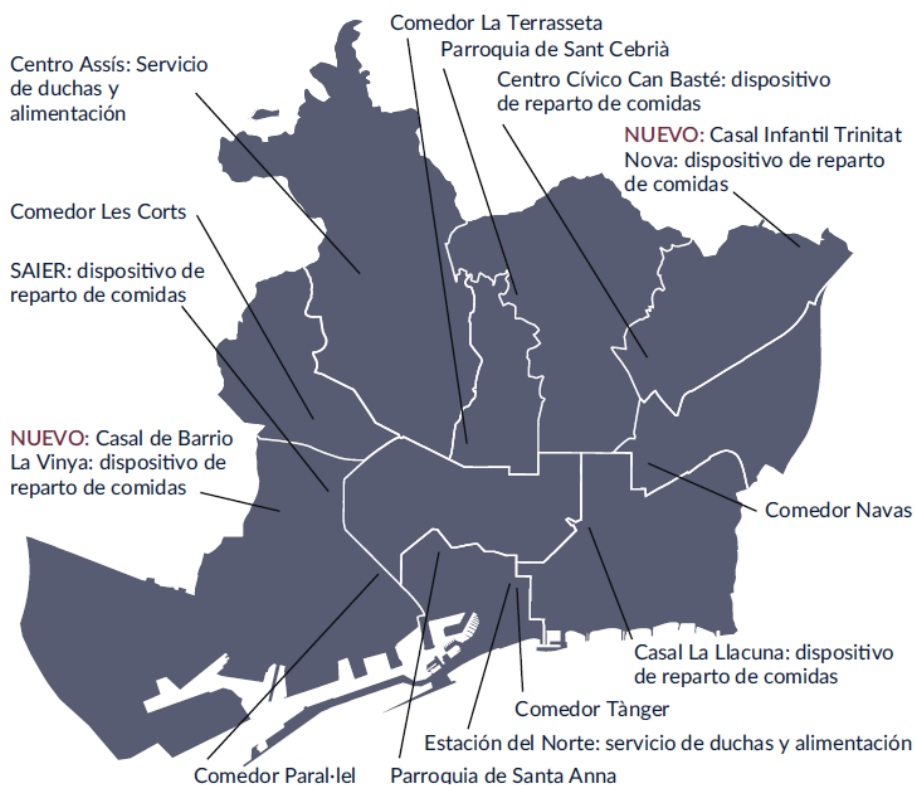 Comedor La Terrasseta
Parroquia de Sant Cebrià
Centro Assís: Servicio
de duchas y
alimentación
Centro Cívico Can Basté: dispositivo
de reparto de comidas
NUEVO: Casal Infantil Trinitat
Nova: dispositivo de reparto
de comidas
Comedor Les Corts
SAIER: dispositivo de
reparto de comidas
NUEVO: Casal de Barrio
La Vinya: dispositivo de
reparto de comidas
Comedor Navas
Casal La Llacuna: dispositivo
de reparto de comidas
Comedor Tànger
Estación del Norte: servicio de duchas y alimentación
Comedor Paral·lel
Parroquia de Santa Anna